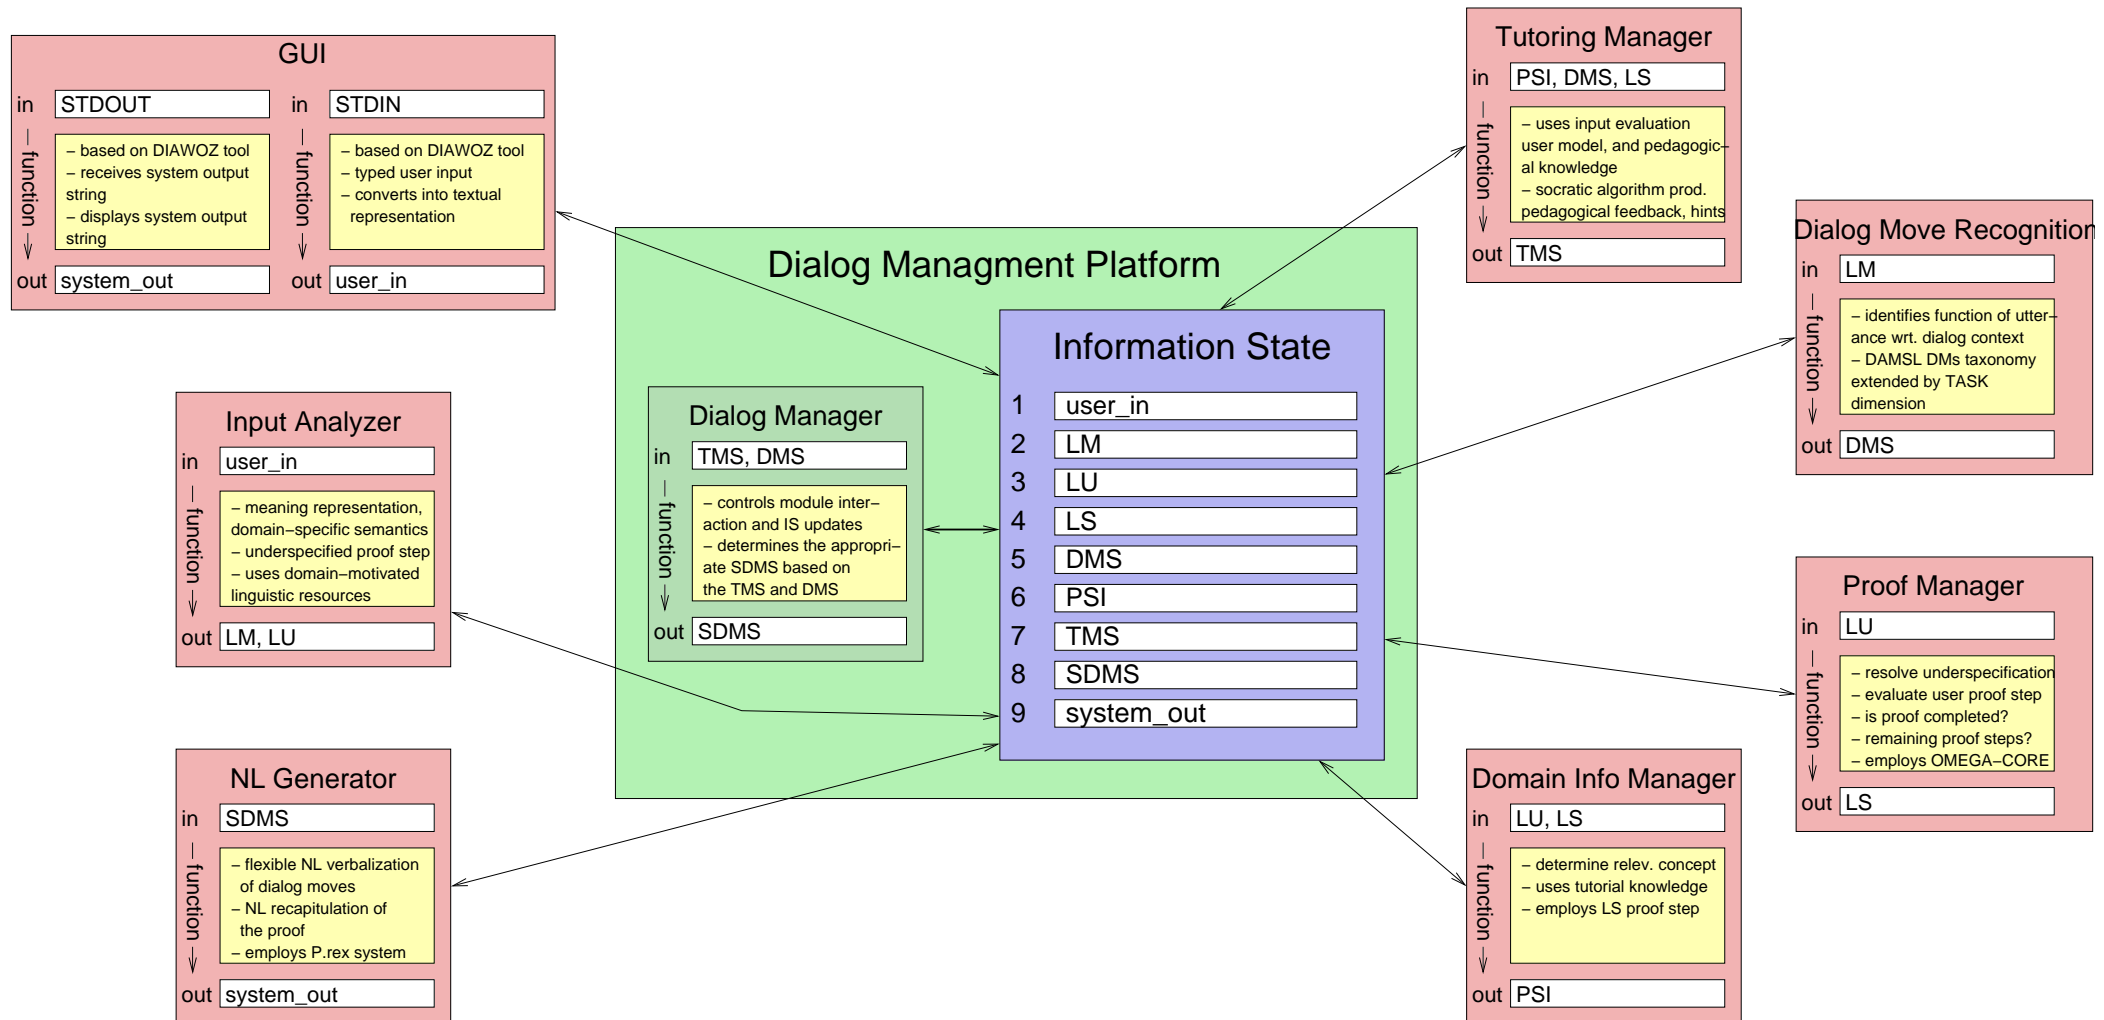 GUI
in STDOUT
function
– based on DIAWOZ tool
– receives system output
string
– displays system output
string
out system_out
in STDIN
function
– based on DIAWOZ tool
– typed user input
– converts into textual
representation
out user_in
Tutoring Manager
in PSI, DMS, LS
function
– uses input evaluation
user model, and pedagogic–
al knowledge
– socratic algorithm prod.
pedagogical feedback, hints
out TMS
Dialog Move Recognition
in LM
function
– identifies function of utter–
ance wrt. dialog context
– DAMSL DMs taxonomy
extended by TASK
dimension
out DMS
Dialog Managment Platform
Information State
1 user_in
2 LM
3 LU
4 LS
5 DMS
6 PSI
7 TMS
8 SDMS
9 system_out
Dialog Manager
in TMS, DMS
function
– controls module inter–
action and IS updates
– determines the appropri–
ate SDMS based on
the TMS and DMS
out SDMS
Input Analyzer
in user_in
function
– meaning representation,
domain–specific semantics
– underspecified proof step
– uses domain–motivated
linguistic resources
out LM, LU
Proof Manager
in LU
function
– resolve underspecification
– evaluate user proof step
– is proof completed?
– remaining proof steps?
– employs OMEGA–CORE
out LS
NL Generator
in SDMS
function
– flexible NL verbalization
of dialog moves
– NL recapitulation of
the proof
– employs P.rex system
out system_out
Domain Info Manager
in LU, LS
function
– determine relev. concept
– uses tutorial knowledge
– employs LS proof step
out PSI